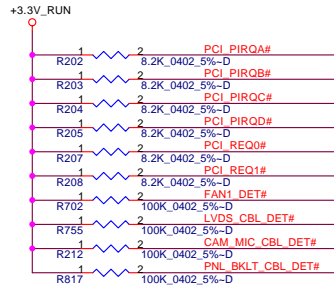 +3.3V_RUN
1 2 PCI_PIRQA#
R202 8.2K_0402_5%~D
1 2 PCI_PIRQB#
R203 8.2K_0402_5%~D
1 2 PCI_PIRQC#
R204 8.2K_0402_5%~D
1 2 PCI_PIRQD#
R205 8.2K_0402_5%~D
1 2 PCI_REQ0#
R207 8.2K_0402_5%~D
1 2 PCI_REQ1#
R208 8.2K_0402_5%~D
1 2 FAN1_DET#
R702 100K_0402_5%~D
1 2 LVDS_CBL_DET#
R755 100K_0402_5%~D
1 2 CAM_MIC_CBL_DET#
R212 100K_0402_5%~D
1 2 PNL_BKLT_CBL_DET#
R817 100K_0402_5%~D